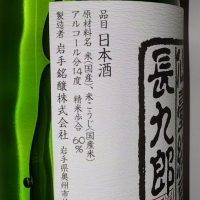 長九郎
品目 日本酒
原材料名 米(国産)、米こうじ(国産米)
アルコール分14度 精米歩合 60%
製造者 岩手銘醸株式会社 岩手県奥州市